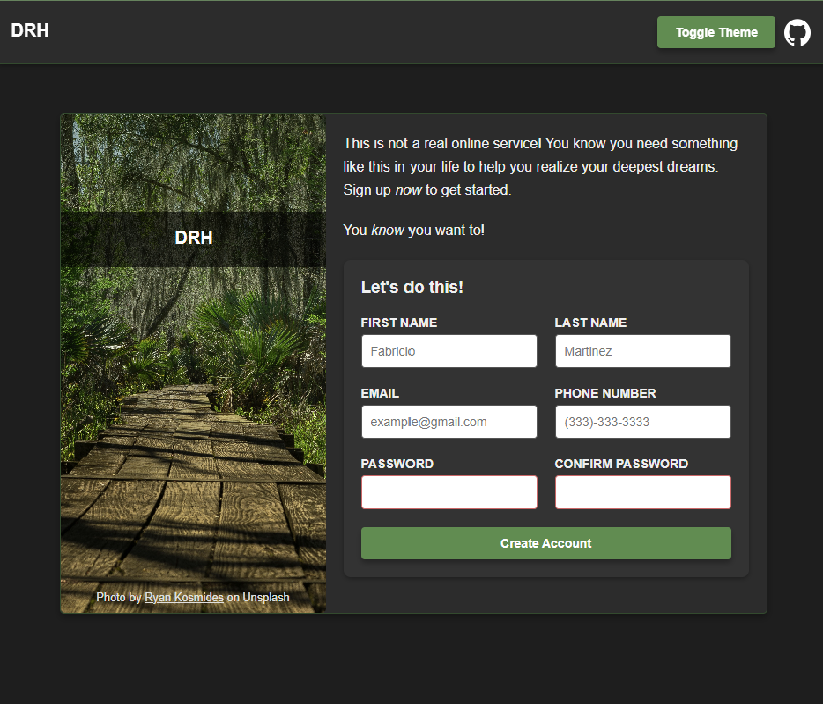 DRH
Toggle Theme
DRH
Photo by Ryan Kosmides on Unsplash
This is not a real online service! You know you need something
like this in your life to help you realize your deepest dreams.
Sign up now to get started.
You know you want to!
Let's do this!
FIRST NAME
LAST NAME
Fabricio
Martinez
EMAIL
PHONE NUMBER
example@gmail.com
(333)-333-3333
PASSWORD
CONFIRM PASSWORD
Create Account